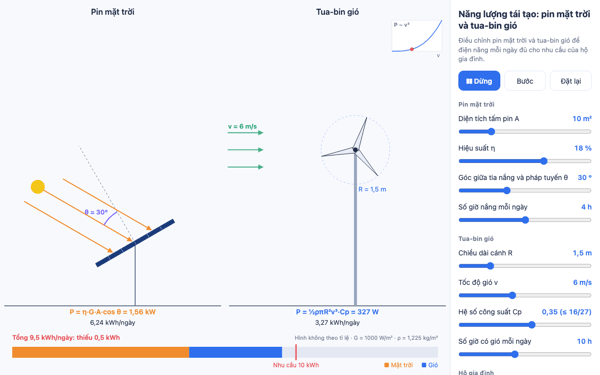 Pin mặt trời
Tua-bin gió
P ~ v³
v
v = 6 m/s
R = 1,5 m
θ = 30°
P = η·G·A·cos θ = 1,56 kW
6,24 kWh/ngày
P = ½ρπR²v³·Cp = 327 W
3,27 kWh/ngày
Tổng 9,5 kWh/ngày: thiếu 0,5 kWh
Hình không theo tỉ lệ · G = 1000 W/m² · ρ = 1,225 kg/m³
Nhu cầu 10 kWh
Mặt trời
Gió
Năng lượng tái tạo: pin mặt trời
và tua-bin gió
Điều chỉnh pin mặt trời và tua-bin gió để
điện năng mỗi ngày đủ cho nhu cầu của hộ
gia đình.
Dừng
Bước
Đặt lại
Pin mặt trời
Diện tích tấm pin A 10 m²
Hiệu suất η 18 %
Góc giữa tia nắng và pháp tuyến θ 30 °
Số giờ nắng mỗi ngày 4 h
Tua-bin gió
Chiều dài cánh R 1,5 m
Tốc độ gió v 6 m/s
Hệ số công suất Cp 0,35 (≤ 16/27)
Số giờ có gió mỗi ngày 10 h
Hộ gia đình